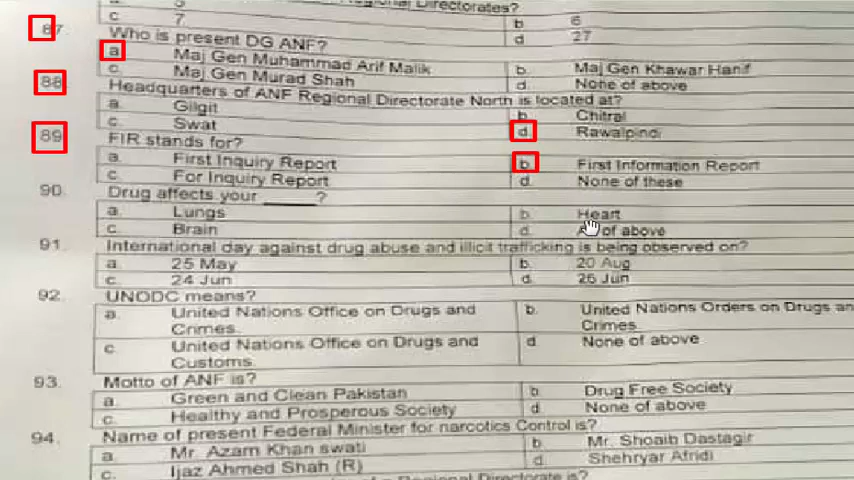 a. 5 Regional Directorates?
c. 7 b 6
87. Who is present DG ANF? d 27
a. Maj Gen Muhammad Arif Malik b. Maj Gen Khawar Hanif
c. Maj Gen Murad Shah d. None of above
88. Headquarters of ANF Regional Directorate North is located at?
a. Gilgit b. Chitral
c. Swat d. Rawalpindi
89. FIR stands for?
a. First Inquiry Report b. First Information Report
c. For Inquiry Report d. None of these
90. Drug affects your ______ ?
a. Lungs b. Heart
c. Brain d. of above
91. International day against drug abuse and illicit trafficking is being observed on?
a. 25 May b. 20 Aug
c. 24 Jun d. 26 Jun
92. UNODC means?
a. United Nations Office on Drugs and b. United Nations Orders on Drugs an
Crimes. Crimes.
c. United Nations Office on Drugs and d None of above
Customs.
93. Motto of ANF is?
a. Green and Clean Pakistan b. Drug Free Society
c. Healthy and Prosperous Society d None of above
94. Name of present Federal Minister for narcotics Control is?
a. Mr. Azam Khan swati b Mr. Shoaib Dastagir
c. Ijaz Ahmed Shah (R) d. Shehryar Afridi
Regional Directorate is?